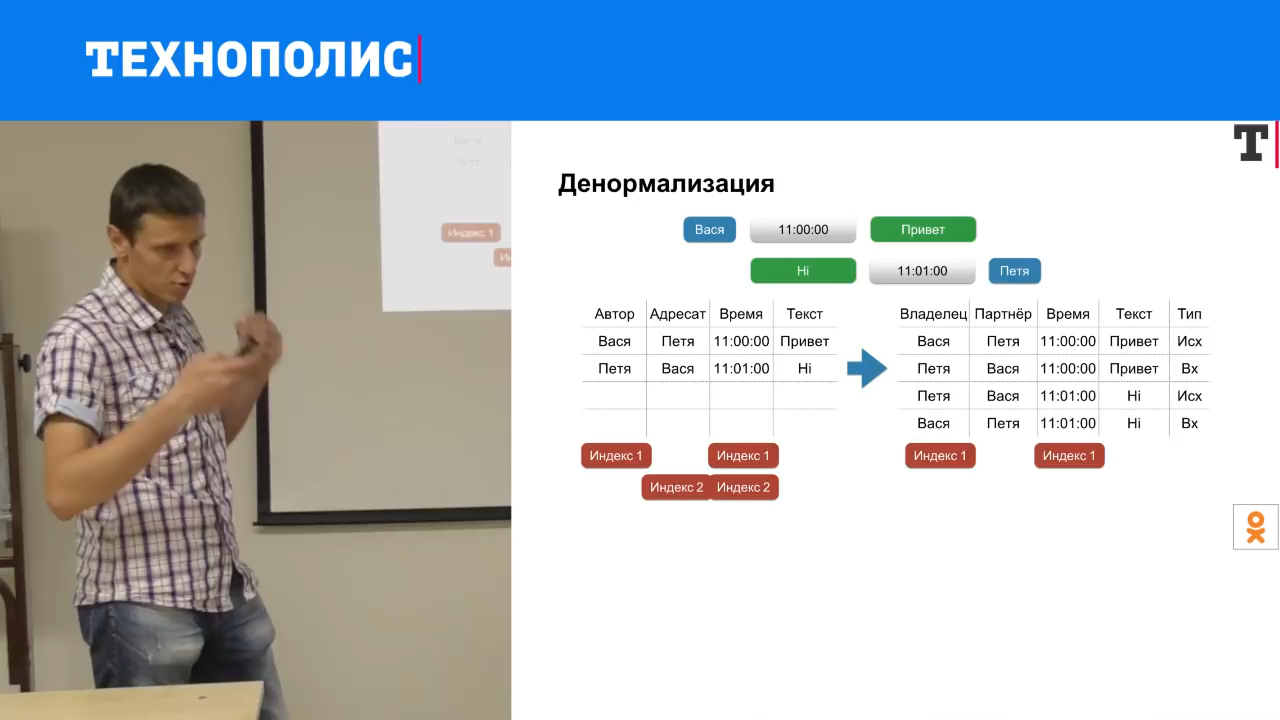 ТЕХНОПОЛИС
Т
Денормализация
Вася 11:00:00 Привет
Hi 11:01:00 Петя
Автор Адресат Время Текст
Вася Петя 11:00:00 Привет
Петя Вася 11:01:00 Hi
Индекс 1 Индекс 1
Индекс 2 Индекс 2
Владелец Партнёр Время Текст Тип
Вася Петя 11:00:00 Привет Исх
Петя Вася 11:00:00 Привет Вх
Петя Вася 11:01:00 Hi Исх
Вася Петя 11:01:00 Hi Вх
Индекс 1 Индекс 1
Вася
Петя
Индекс 1